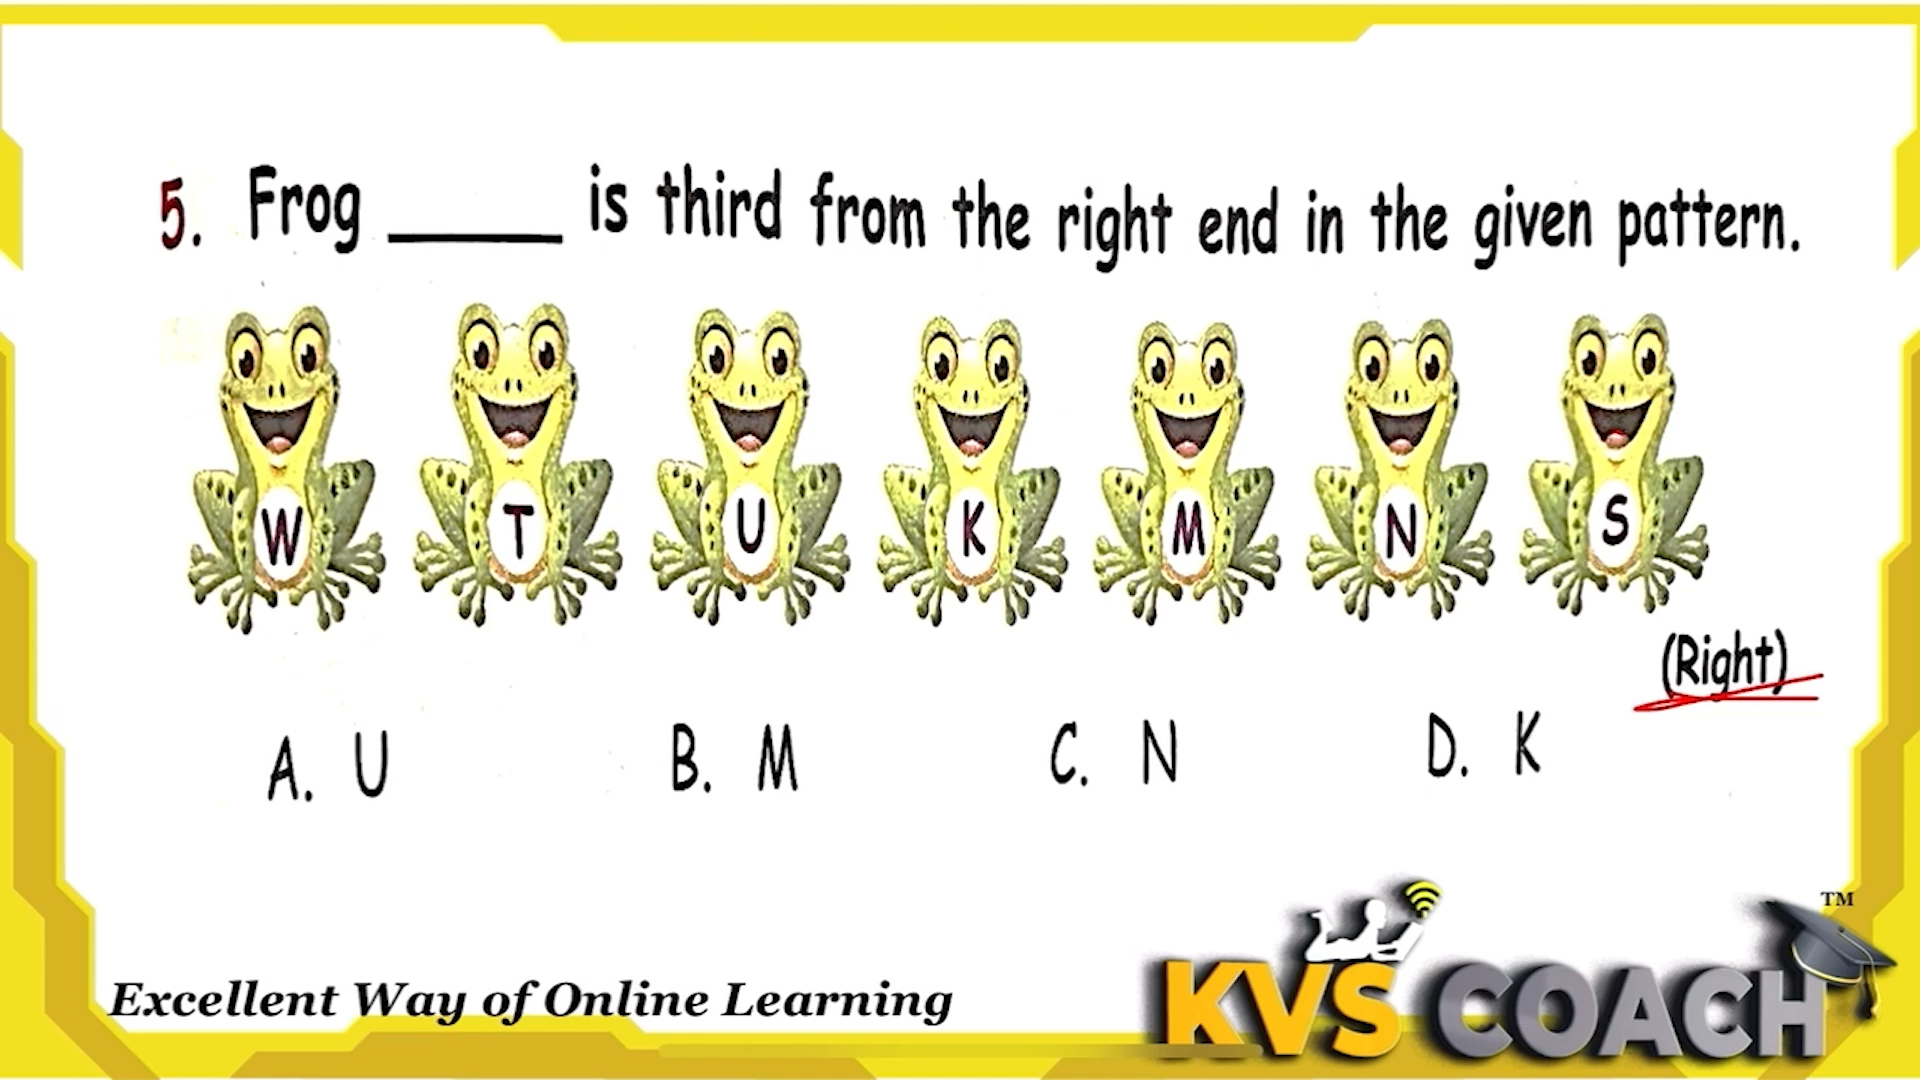 5. Frog _____ is third from the right end in the given pattern.
W T U K M N S
(Right)
A. U B. M C. N D. K
TM
Excellent Way of Online Learning
KVS COACH